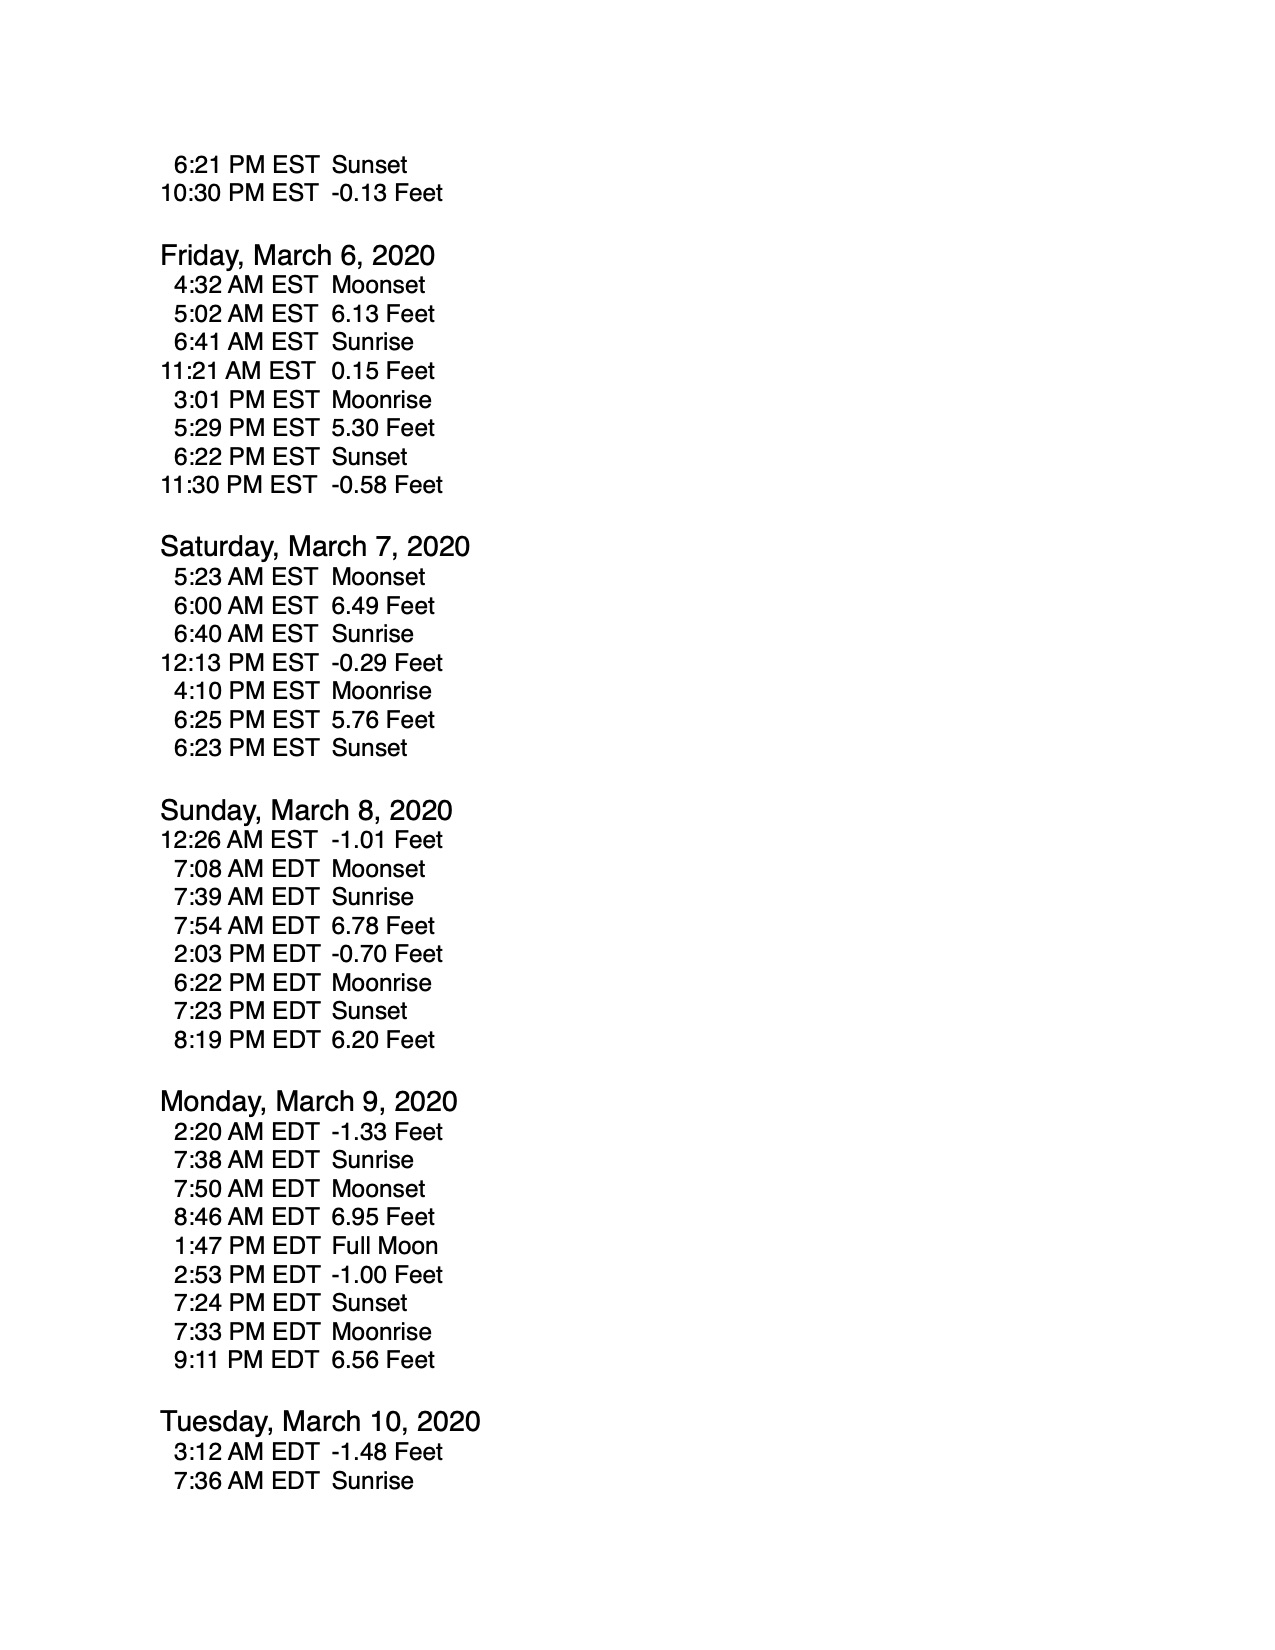 6:21 PM EST Sunset
10:30 PM EST -0.13 Feet
Friday, March 6, 2020
4:32 AM EST Moonset
5:02 AM EST 6.13 Feet
6:41 AM EST Sunrise
11:21 AM EST 0.15 Feet
3:01 PM EST Moonrise
5:29 PM EST 5.30 Feet
6:22 PM EST Sunset
11:30 PM EST -0.58 Feet
Saturday, March 7, 2020
5:23 AM EST Moonset
6:00 AM EST 6.49 Feet
6:40 AM EST Sunrise
12:13 PM EST -0.29 Feet
4:10 PM EST Moonrise
6:25 PM EST 5.76 Feet
6:23 PM EST Sunset
Sunday, March 8, 2020
12:26 AM EST -1.01 Feet
7:08 AM EDT Moonset
7:39 AM EDT Sunrise
7:54 AM EDT 6.78 Feet
2:03 PM EDT -0.70 Feet
6:22 PM EDT Moonrise
7:23 PM EDT Sunset
8:19 PM EDT 6.20 Feet
Monday, March 9, 2020
2:20 AM EDT -1.33 Feet
7:38 AM EDT Sunrise
7:50 AM EDT Moonset
8:46 AM EDT 6.95 Feet
1:47 PM EDT Full Moon
2:53 PM EDT -1.00 Feet
7:24 PM EDT Sunset
7:33 PM EDT Moonrise
9:11 PM EDT 6.56 Feet
Tuesday, March 10, 2020
3:12 AM EDT -1.48 Feet
7:36 AM EDT Sunrise